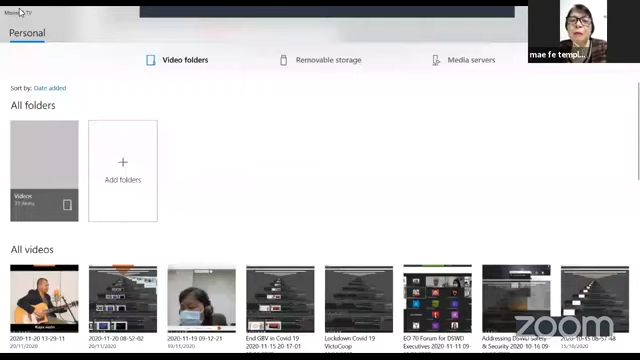 Movies & TV
mae fe templ...
Personal
Video folders
Removable storage
Media servers
Sort by: Date added
All folders
Videos
Add folders
All videos
2020-11-20 13-29-11
20/11/2020
2020-11-20 08-52-02
20/11/2020
2020-11-19 09-12-21
19/11/2020
End GBV in Covid 19
2020-11-15 20-17-01
Lockdown Covid 19
VictoCoop
EO 70 Forum for DSWD
Executives 2020-11-11 09-
Addressing DSWD Safety
& Security 2020-10-16 09-
2020-10-15 08-57-48
15/10/2020
zoom